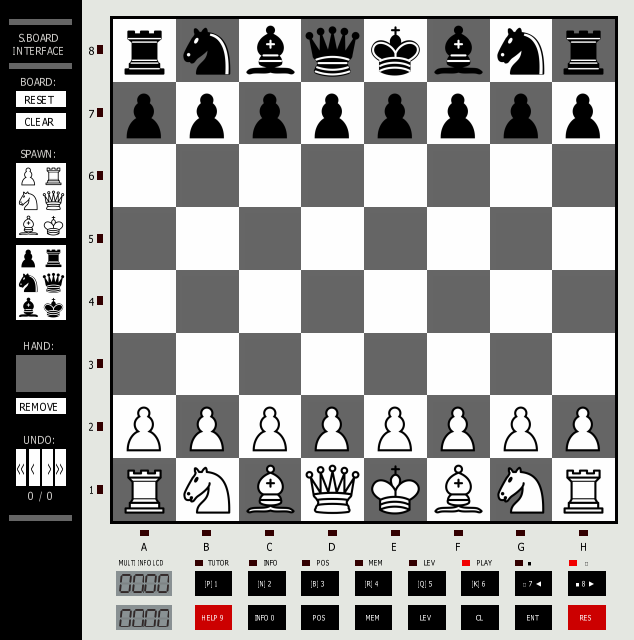 S.BOARD
INTERFACE
BOARD:
RESET
CLEAR
SPAWN:
HAND:
REMOVE
UNDO:
<< < > >>
0 / 0
8
7
6
5
4
3
2
1
A B C D E F G H
MULTI INFO LCD TUTOR INFO POS MEM LEV PLAY
[P] 1 [N] 2 [B] 3 [R] 4 [Q] 5 [K] 6 □ 7 ◄ ■ 8 ►
HELP 9 INFO 0 POS MEM LEV CL ENT RES